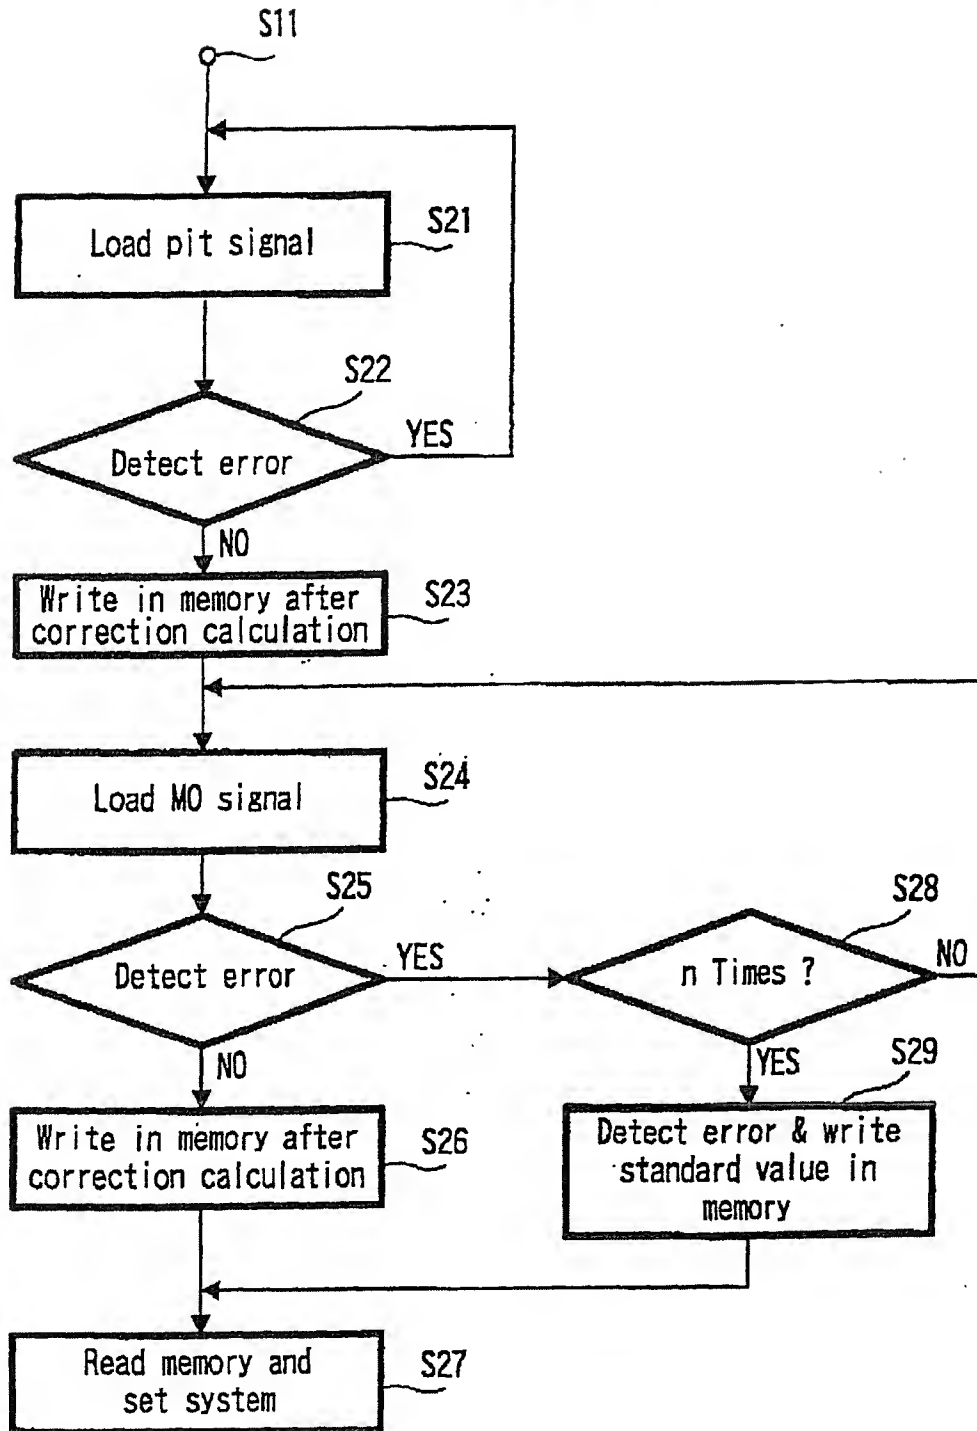 S11
Load pit signal
S21
S22
Detect error
YES
NO
Write in memory after
correction calculation
S23
Load MO signal
S24
S25
Detect error
YES
NO
S28
n Times ?
NO
YES
S29
Detect error & write
standard value in
memory
Write in memory after
correction calculation
S26
Read memory and
set system
S27